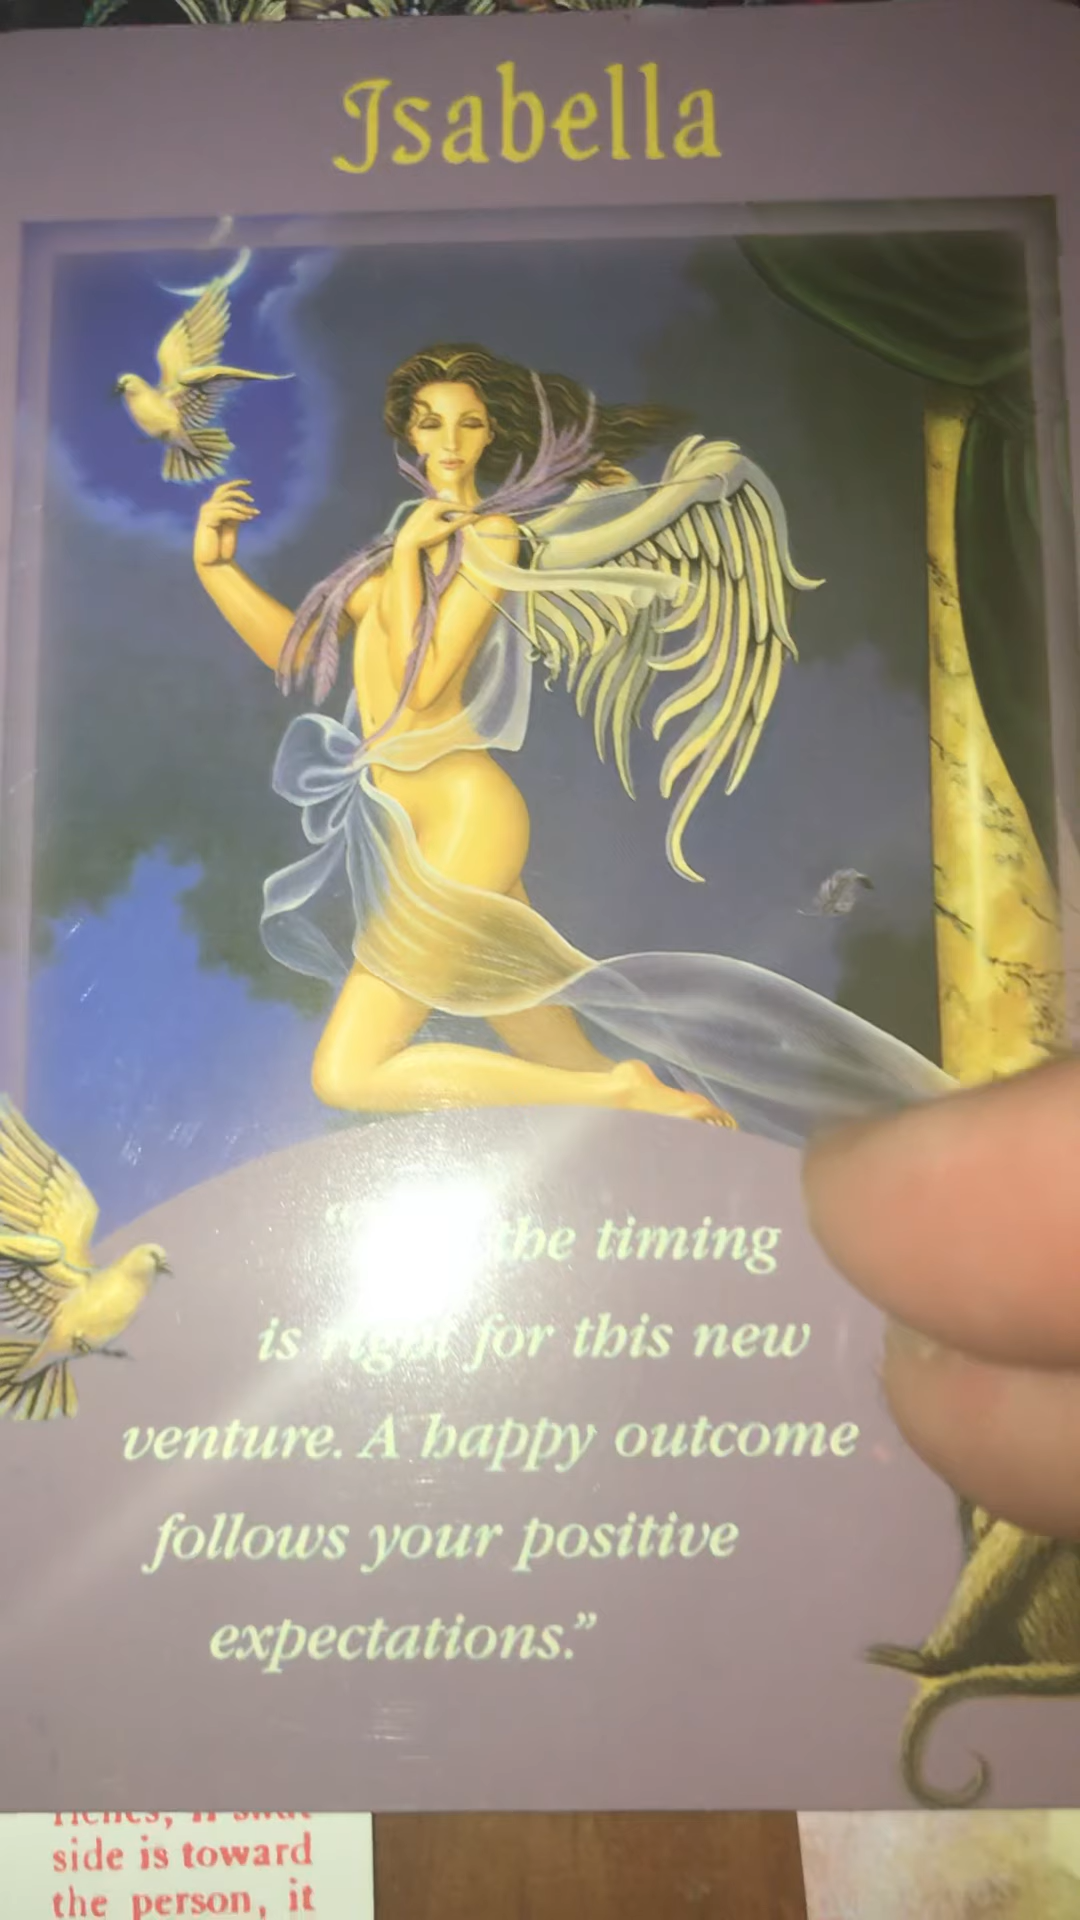 Isabella
“ the timing
is right for this new
venture. A happy outcome
follows your positive
expectations.”
side is toward
the person, it